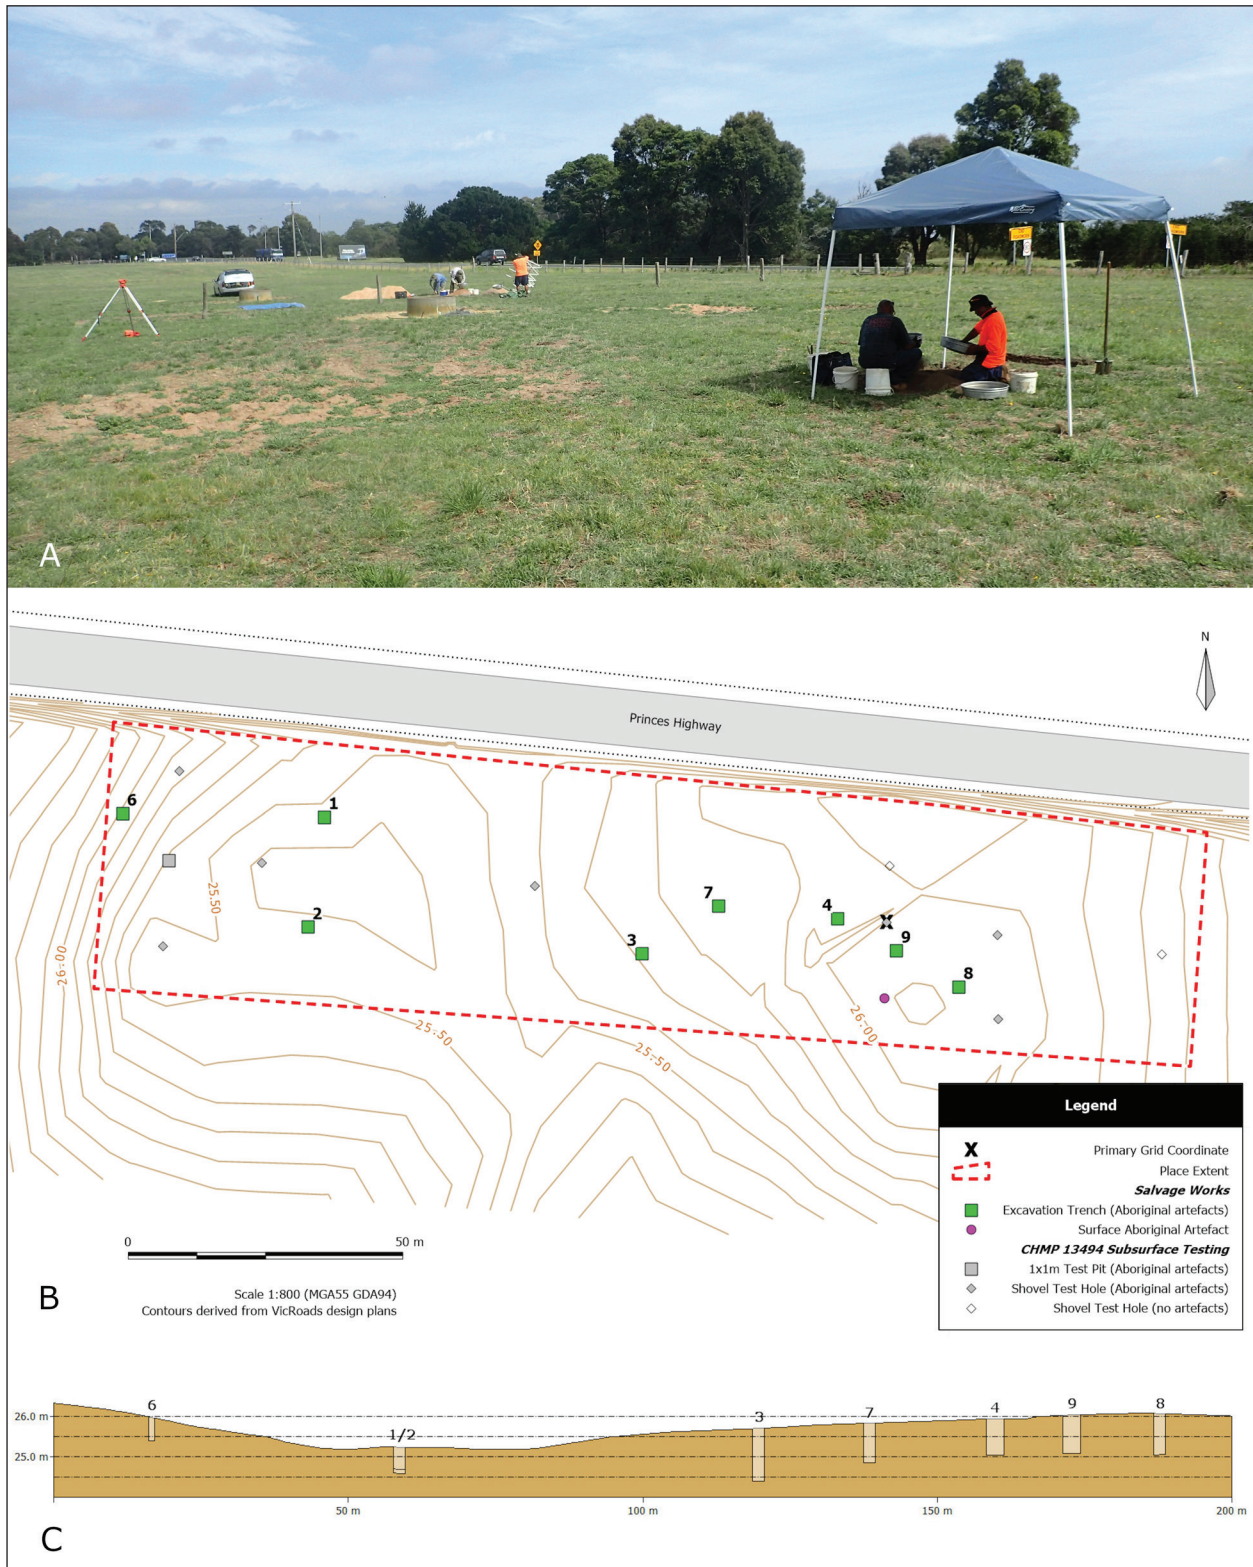 A
N
Princes Highway
6
1
2
7
4
3
9
8
25.50
26.00
25.50
25.50
26.00
0
50 m
Scale 1:800 (MGA55 GDA94)
Contours derived from VicRoads design plans
B
Legend
X Primary Grid Coordinate
Place Extent
Salvage Works
Excavation Trench (Aboriginal artefacts)
Surface Aboriginal Artefact
CHMP 13494 Subsurface Testing
1x1m Test Pit (Aboriginal artefacts)
Shovel Test Hole (Aboriginal artefacts)
Shovel Test Hole (no artefacts)
26.0 m
25.0 m
6
1/2
3
7
4
9
8
50 m
100 m
150 m
200 m
C